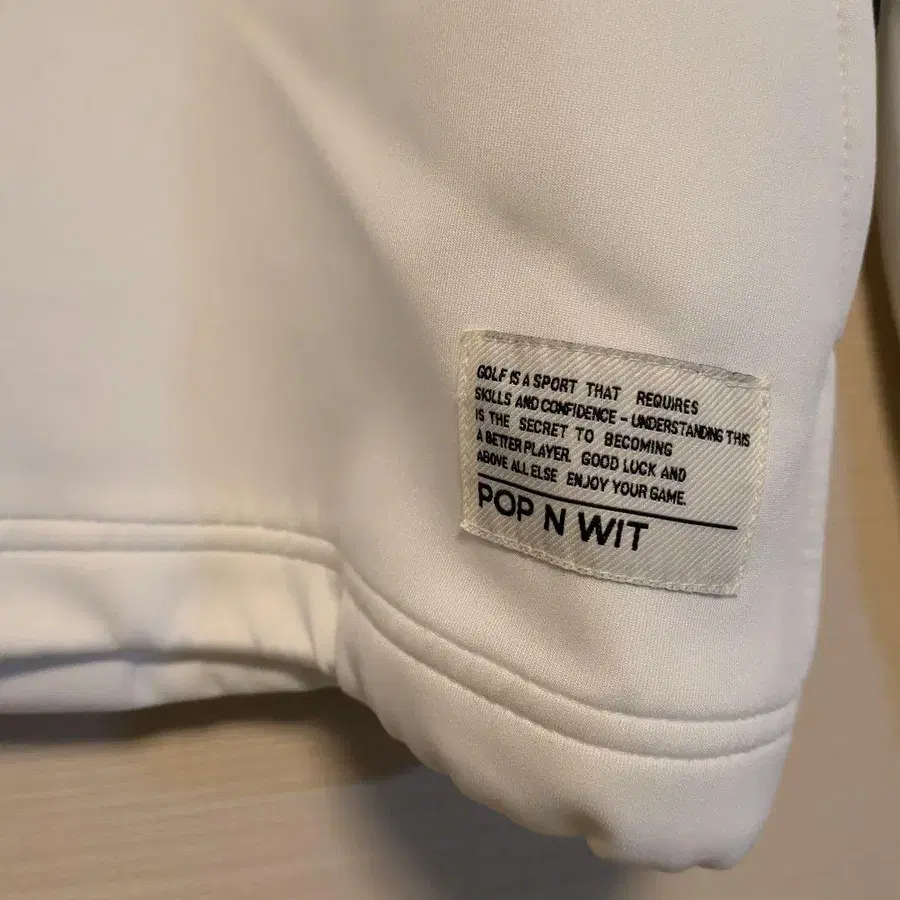 GOLF IS A SPORT THAT REQUIRES
SKILLS AND CONFIDENCE - UNDERSTANDING THIS
IS THE SECRET TO BECOMING
A BETTER PLAYER. GOOD LUCK AND
ABOVE ALL ELSE ENJOY YOUR GAME.
POP N WIT